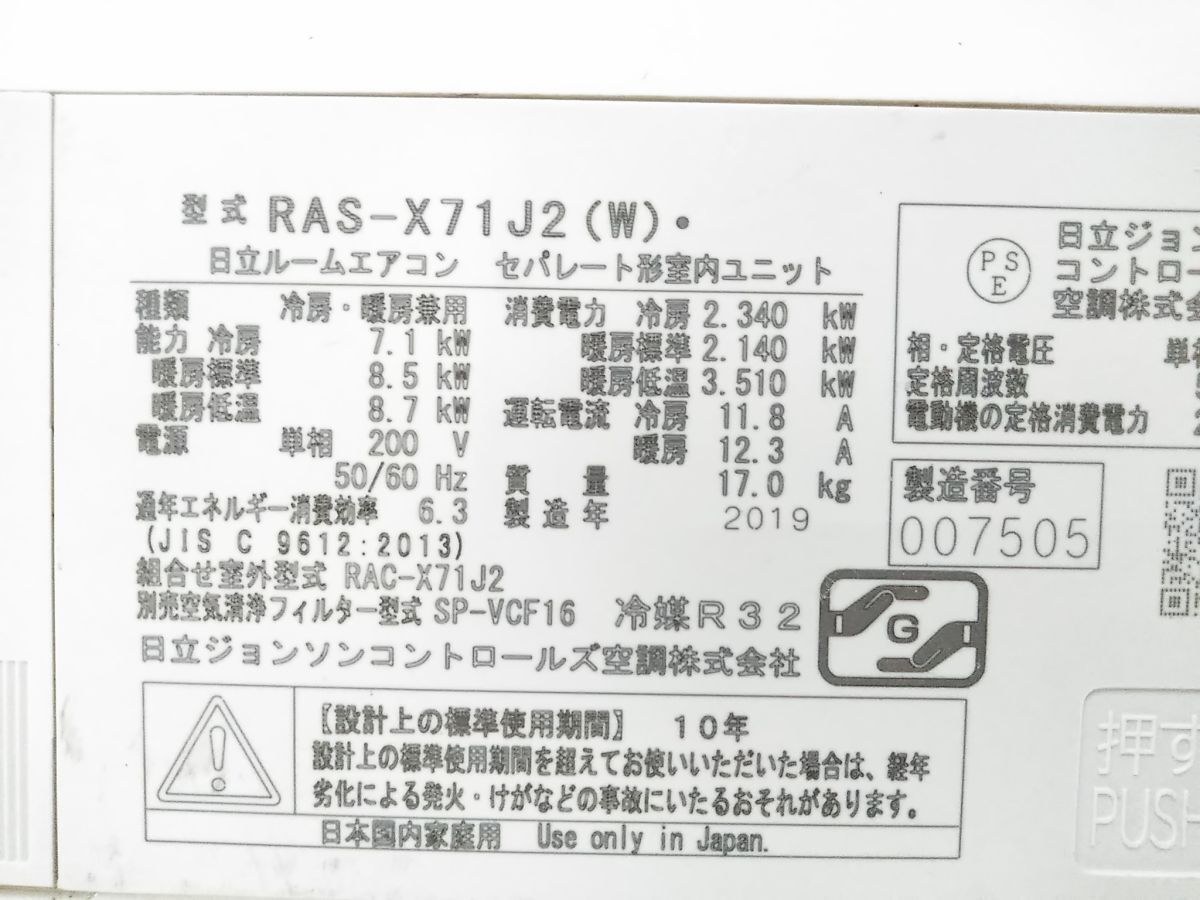 型式 RAS-X71J2(W)・
日立ルームエアコン セパレート形室内ユニット
種類 冷房・暖房兼用
能力 冷房 7.1 kW
暖房標準 8.5 kW
暖房低温 8.7 kW
電源 単相 200 V
50/60 Hz
通年エネルギー消費効率 6.3
(JIS C 9612:2013)
消費電力 冷房 2.340 kW
暖房標準 2.140 kW
暖房低温 3.510 kW
運転電流 冷房 11.8 A
暖房 12.3 A
質量 17.0 kg
製造年 2019
組合せ室外型式 RAC-X71J2
別売空気清浄フィルター型式 SP-VCF16
冷媒R32
日立ジョンソンコントロールズ空調株式会社
G
【設計上の標準使用期間】 10年
設計上の標準使用期間を超えてお使いいただいた場合は、経年
劣化による発火・けがなどの事故にいたるおそれがあります。
日本国内家庭用 Use only in Japan.
PS
E
日立ジョン
コントロー
空調株式会
相・定格電圧 単相
定格周波数
電動機の定格消費電力
製造番号
007505
押す
PUSH